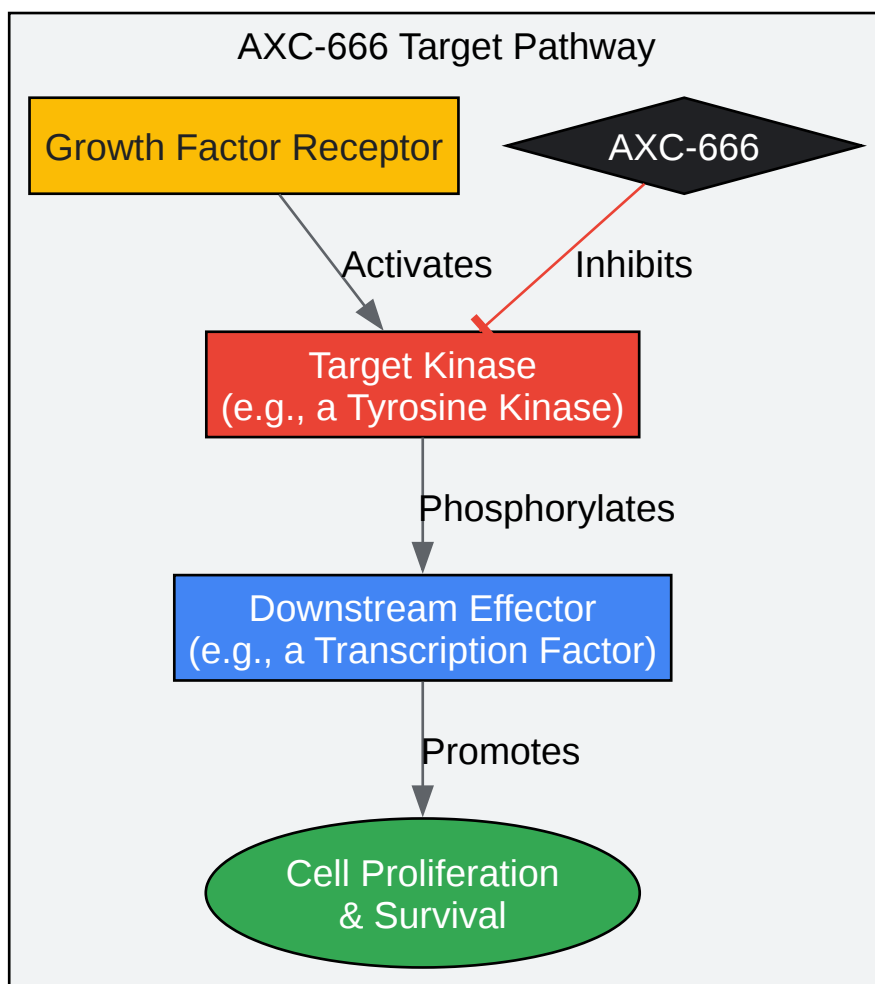 AXC-666 Target Pathway
Growth Factor Receptor
AXC-666
Activates
Inhibits
Target Kinase
(e.g., a Tyrosine Kinase)
Phosphorylates
Downstream Effector
(e.g., a Transcription Factor)
Promotes
Cell Proliferation
& Survival